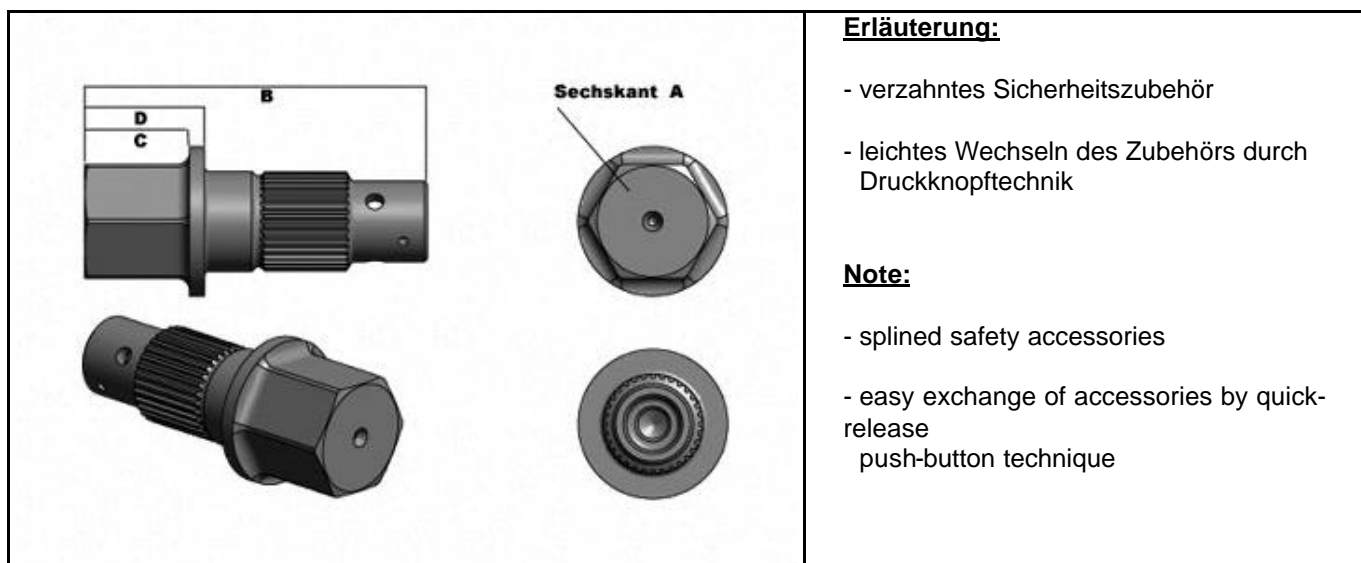 B
D
C
Sechskant A
Erläuterung:
- verzahntes Sicherheitszubehör
- leichtes Wechseln des Zubehörs durch
Druckknopftechnik
Note:
- splined safety accessories
- easy exchange of accessories by quick-
release
push-button technique